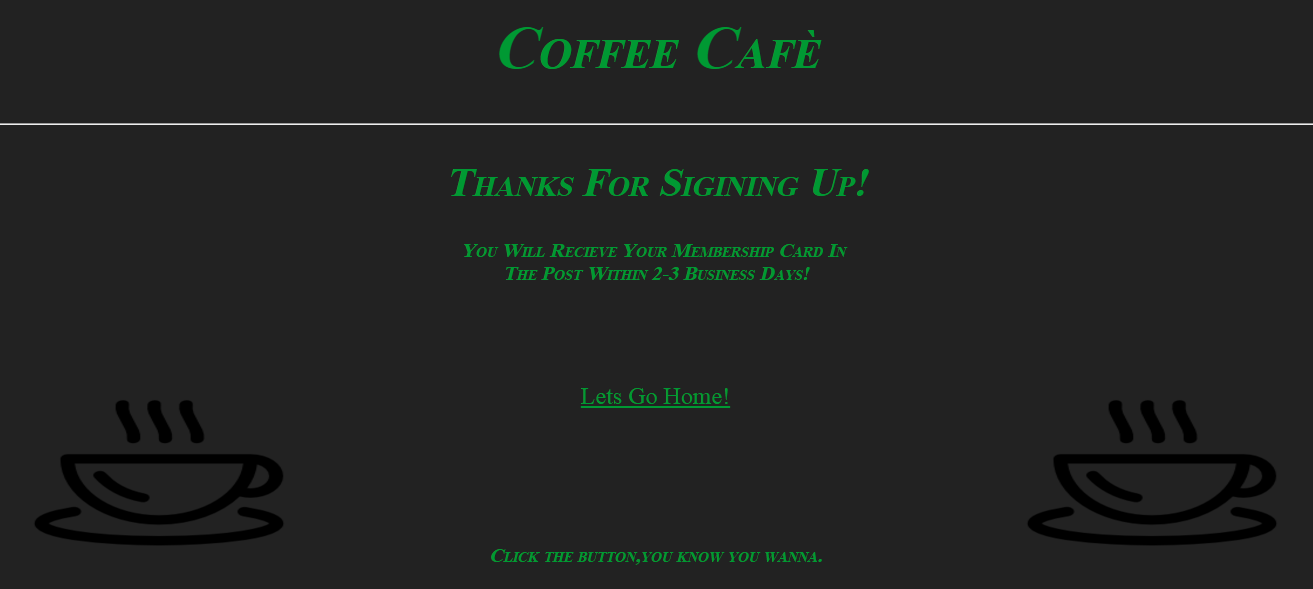 Coffee Cafè
Thanks For Sigining Up!
You Will Recieve Your Membership Card In
The Post Within 2-3 Business Days!
Lets Go Home!
Click the button,you know you wanna.